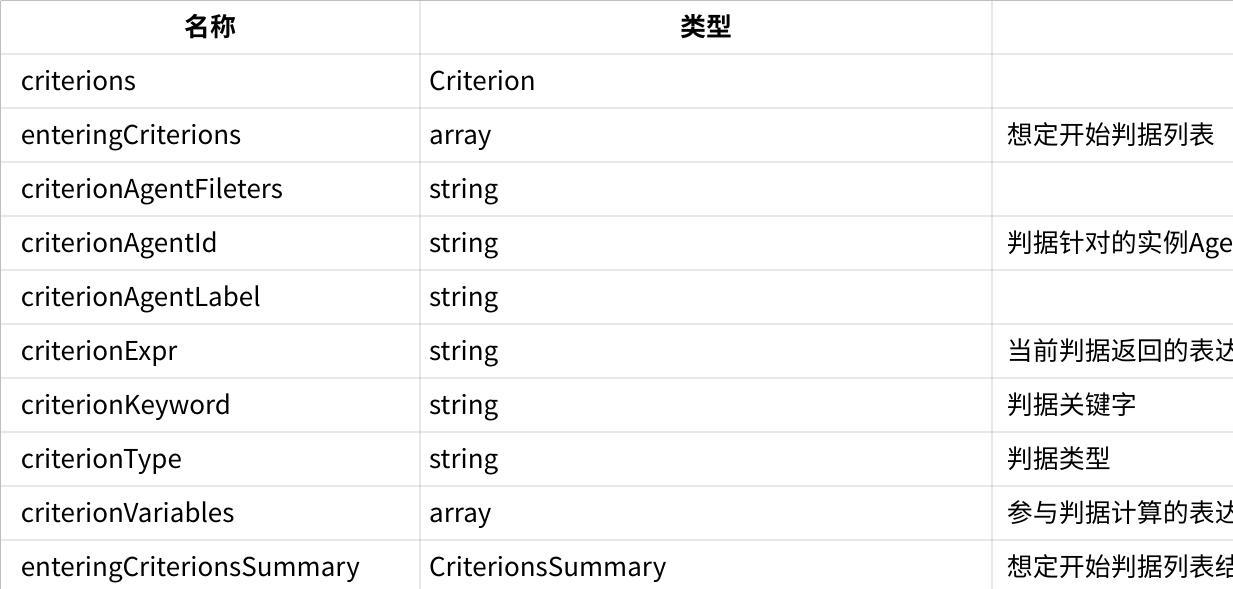 名称 类型
criterions Criterion
enteringCriterions array 想定开始判据列表
criterionAgentFileters string
criterionAgentId string 判据针对的实例Age
criterionAgentLabel string
criterionExpr string 当前判据返回的表达
criterionKeyword string 判据关键字
criterionType string 判据类型
criterionVariables array 参与判据计算的表达
enteringCriterionsSummary CriterionsSummary 想定开始判据列表结